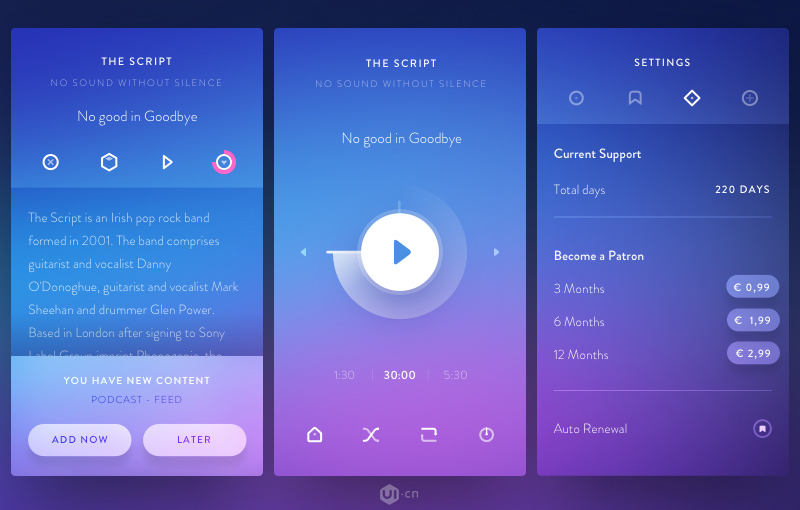 THE SCRIPT
NO SOUND WITHOUT SILENCE
No good in Goodbye
The Script is an Irish pop rock band
formed in 2001. The band comprises
guitarist and vocalist Danny
O'Donoghue, guitarist and vocalist Mark
Sheehan and drummer Glen Power.
Based in London after signing to Sony
Label Group imprint Phonogenic, the
YOU HAVE NEW CONTENT
PODCAST - FEED
ADD NOW
LATER
THE SCRIPT
NO SOUND WITHOUT SILENCE
No good in Goodbye
1:30
30:00
5:30
SETTINGS
Current Support
Total days
220 DAYS
Become a Patron
3 Months
€ 0,99
6 Months
€ 1,99
12 Months
€ 2,99
Auto Renewal
UI·cn